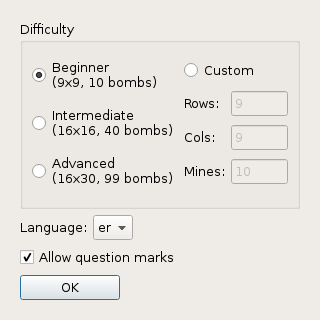 Difficulty
Beginner
(9x9, 10 bombs)
Intermediate
(16x16, 40 bombs)
Advanced
(16x30, 99 bombs)
Custom
Rows: 9
Cols: 9
Mines: 10
Language: er
Allow question marks
OK